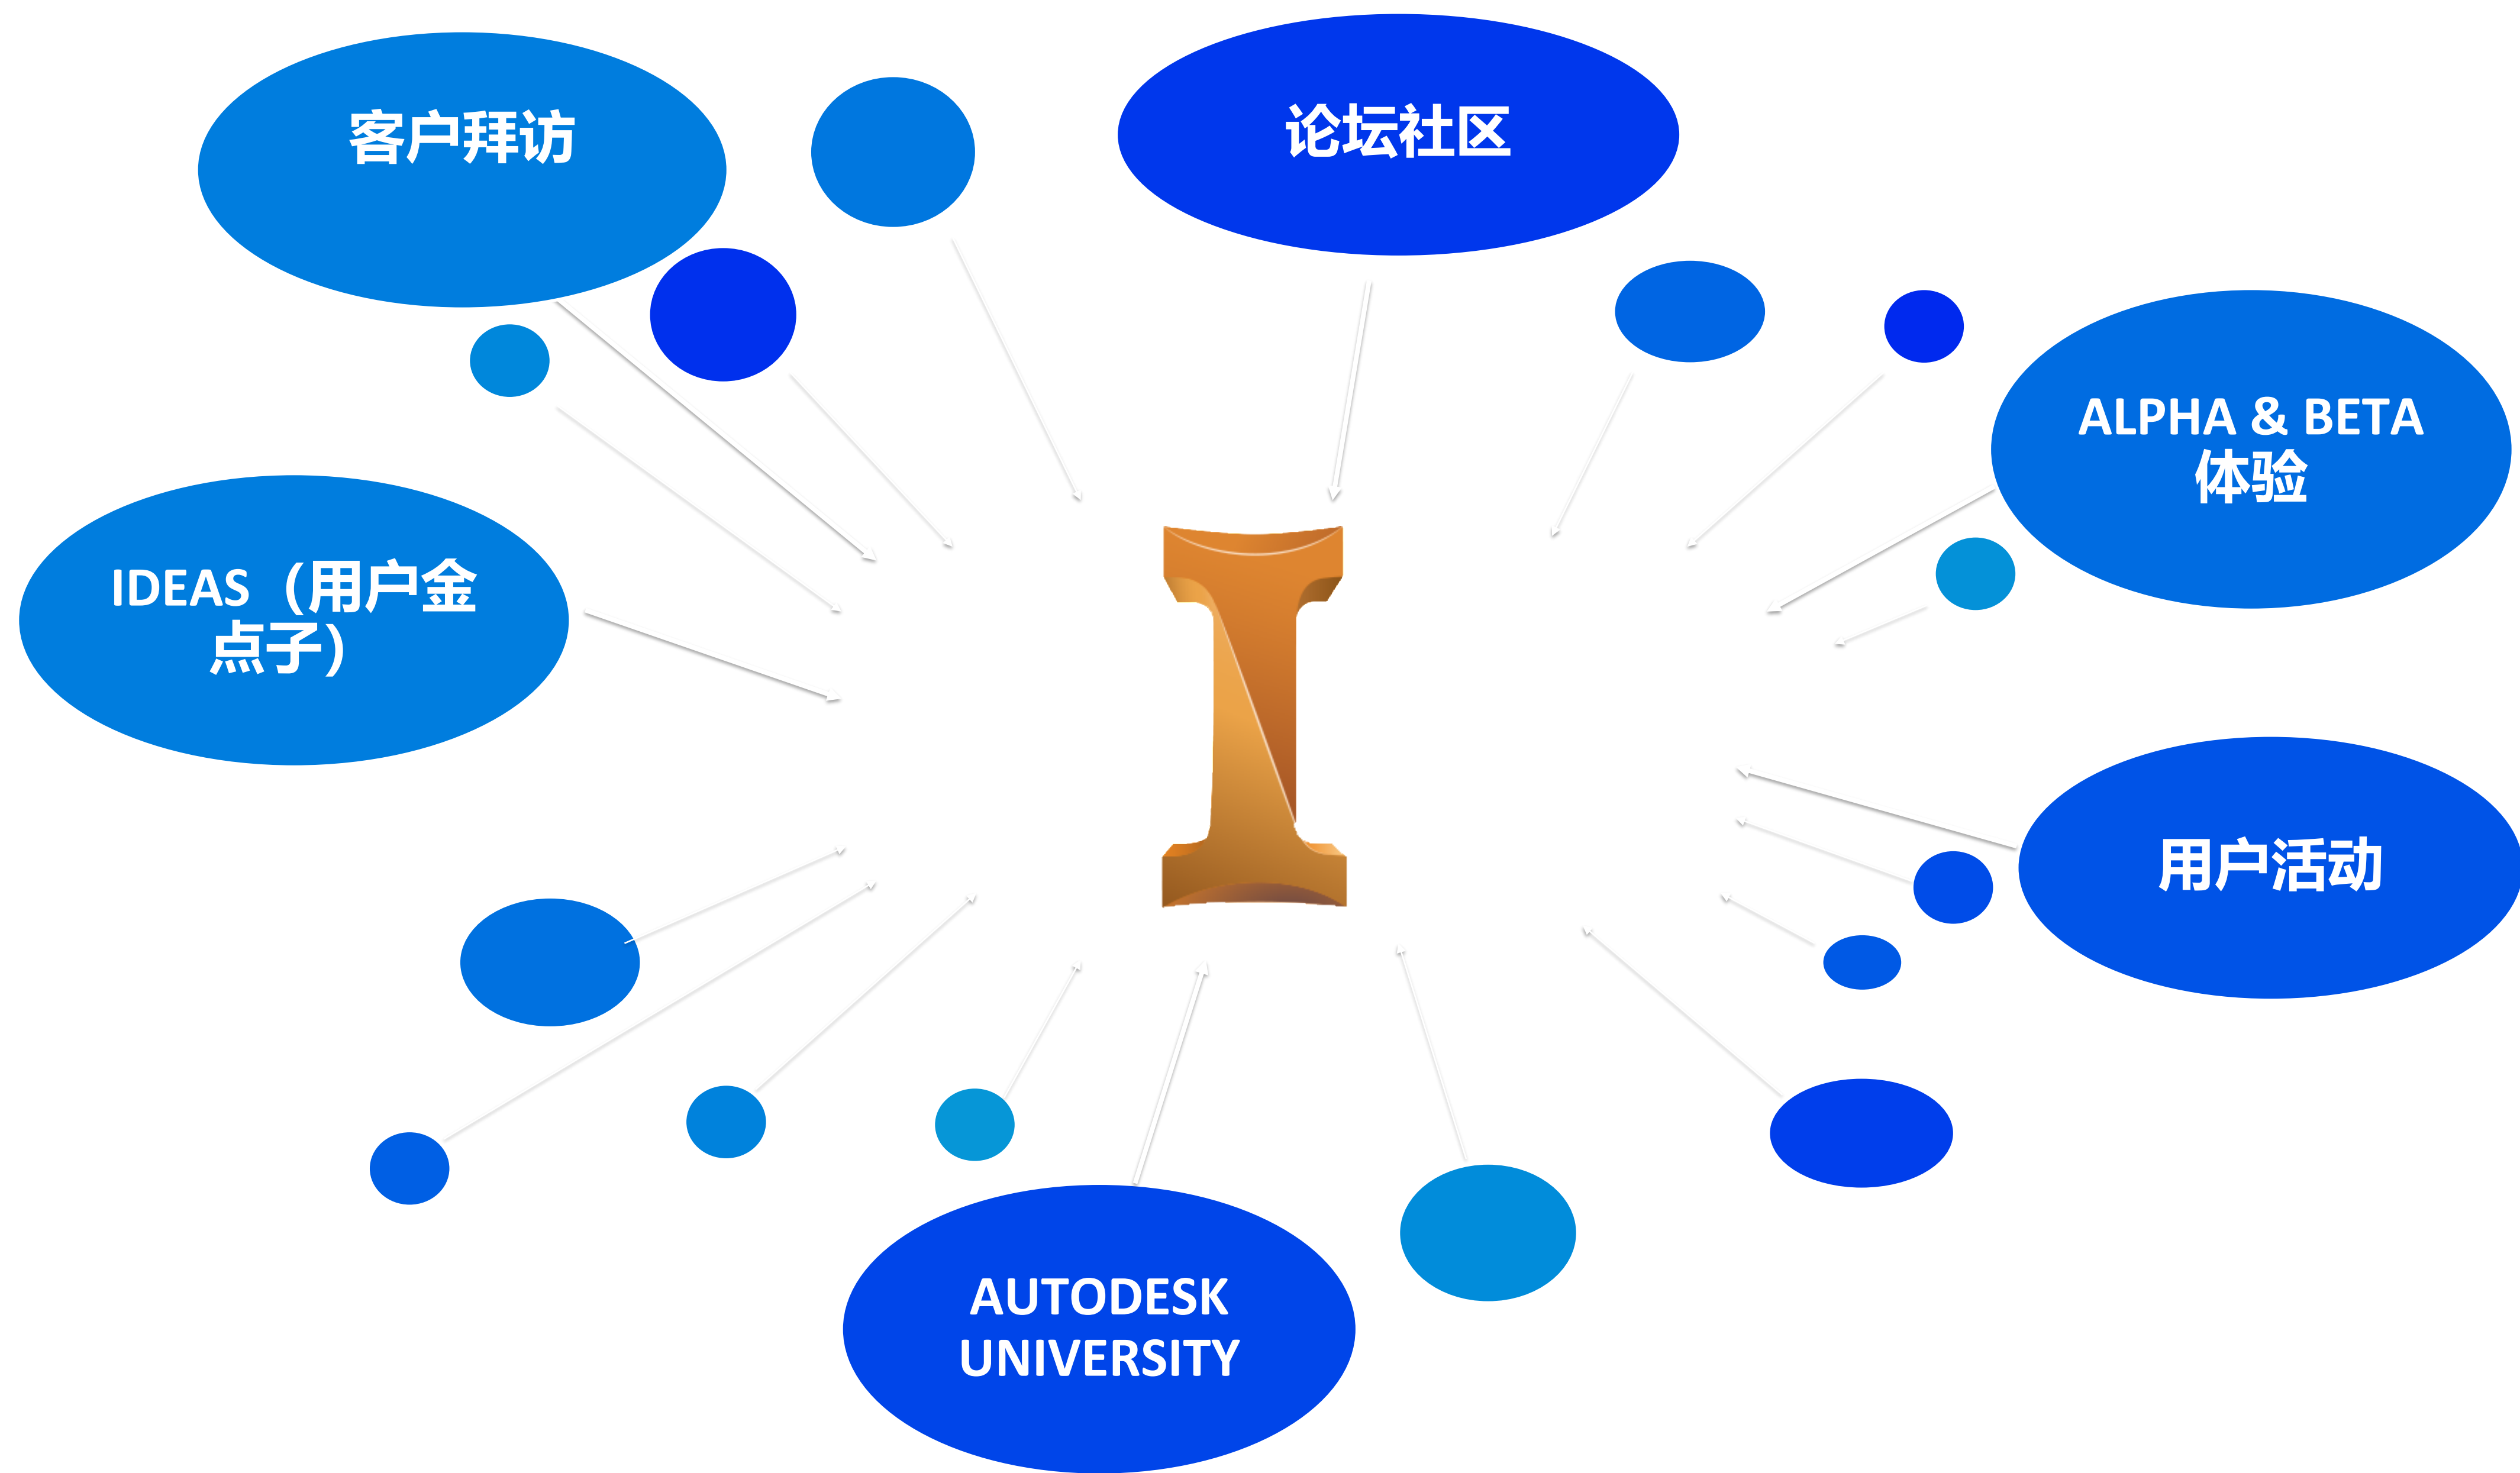 客户拜访
论坛社区
ALPHA & BETA
体验
IDEAS（用户金
点子）
用户活动
AUTODESK
UNIVERSITY